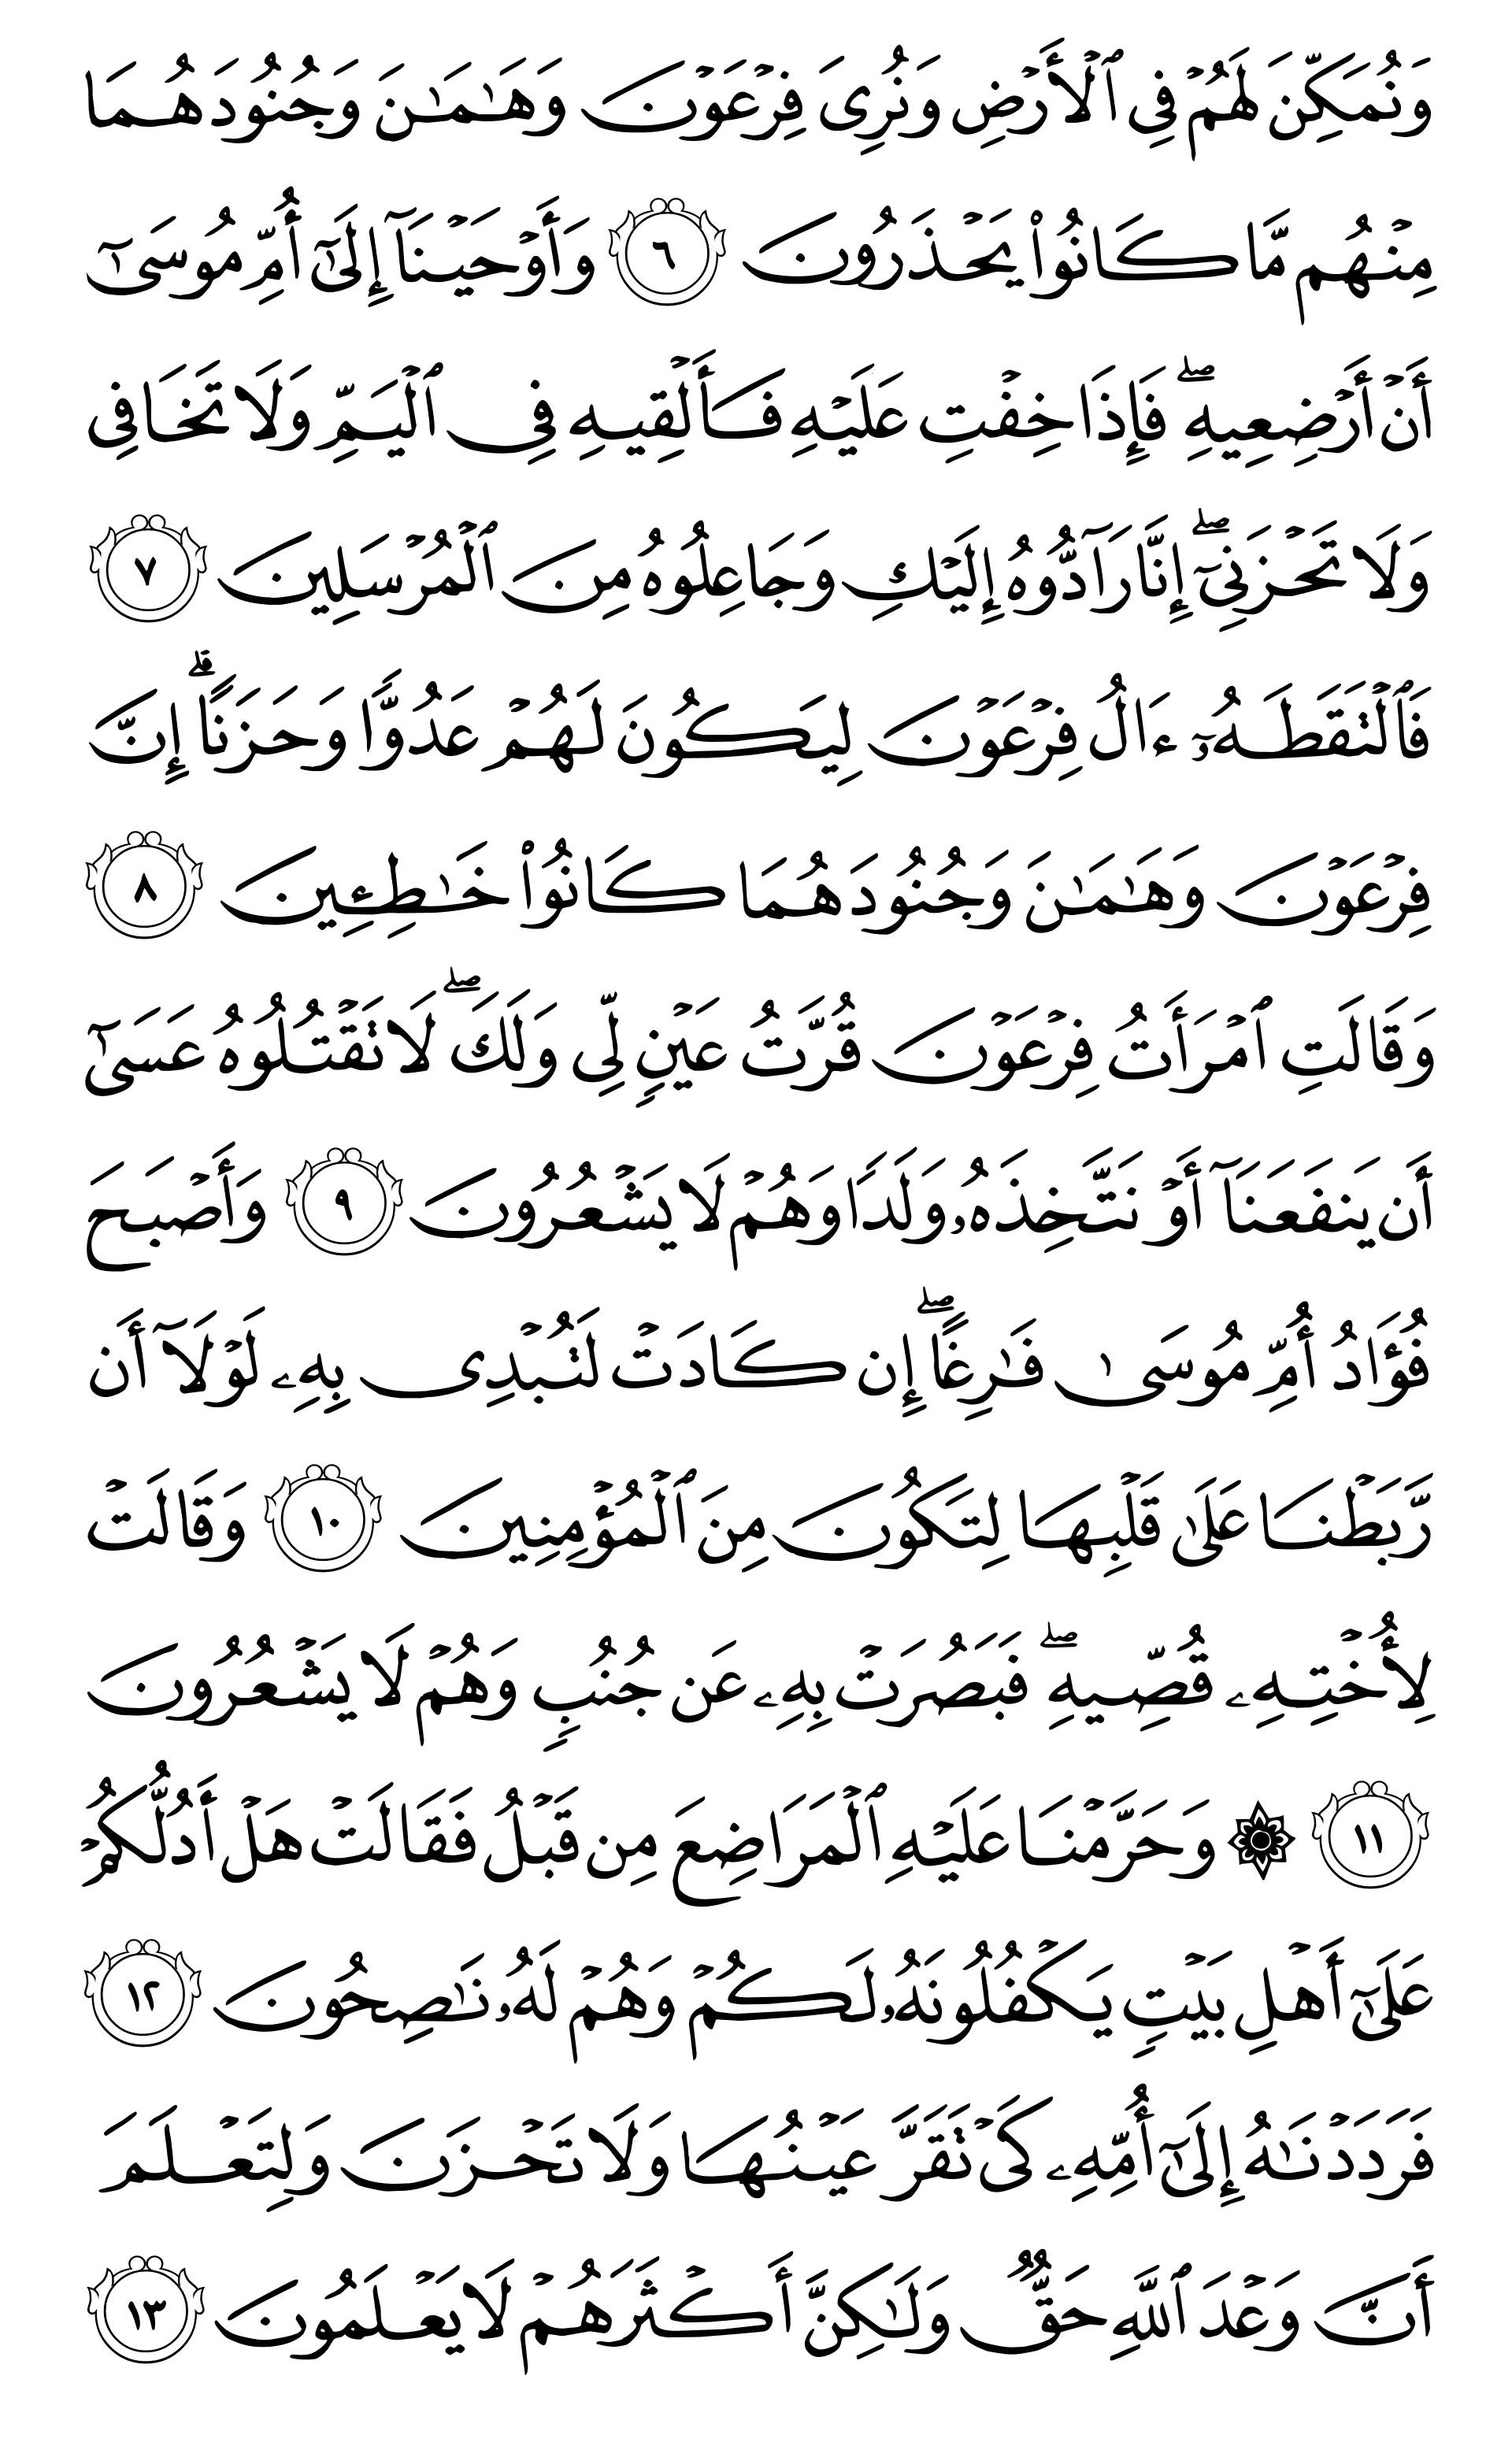 وَنُمَكِّنَ لَهُمْ فِى ٱلْأَرْضِ وَنُرِىَ فِرْعَوْنَ وَهَـٰمَـٰنَ وَجُنُودَهُمَا
مِنْهُم مَّا كَانُوا۟ يَحْذَرُونَ ٦ وَأَوْحَيْنَآ إِلَىٰٓ أُمِّ مُوسَىٰٓ
أَنْ أَرْضِعِيهِ ۖ فَإِذَا خِفْتِ عَلَيْهِ فَأَلْقِيهِ فِى ٱلْيَمِّ وَلَا تَخَافِى
وَلَا تَحْزَنِىٓ ۖ إِنَّا رَآدُّوهُ إِلَيْكِ وَجَاعِلُوهُ مِنَ ٱلْمُرْسَلِينَ ٧
فَٱلْتَقَطَهُۥٓ ءَالُ فِرْعَوْنَ لِيَكُونَ لَهُمْ عَدُوًّا وَحَزَنًا ۗ إِنَّ
فِرْعَوْنَ وَهَـٰمَـٰنَ وَجُنُودَهُمَا كَانُوا۟ خَـٰطِـِٔينَ ٨
وَقَالَتِ ٱمْرَأَتُ فِرْعَوْنَ قُرَّتُ عَيْنٍ لِّى وَلَكَ ۖ لَا تَقْتُلُوهُ عَسَىٰٓ
أَن يَنفَعَنَآ أَوْ نَتَّخِذَهُۥ وَلَدًا وَهُمْ لَا يَشْعُرُونَ ٩ وَأَصْبَحَ
فُؤَادُ أُمِّ مُوسَىٰ فَـٰرِغًا ۖ إِن كَادَتْ لَتُبْدِى بِهِۦ لَوْلَآ أَن
رَّبَطْنَا عَلَىٰ قَلْبِهَا لِتَكُونَ مِنَ ٱلْمُؤْمِنِينَ ١٠ وَقَالَتْ
لِأُخْتِهِۦ قُصِّيهِ ۖ فَبَصُرَتْ بِهِۦ عَن جُنُبٍ وَهُمْ لَا يَشْعُرُونَ
١١ ۞ وَحَرَّمْنَا عَلَيْهِ ٱلْمَرَاضِعَ مِن قَبْلُ فَقَالَتْ هَلْ أَدُلُّكُمْ
عَلَىٰٓ أَهْلِ بَيْتٍ يَكْفُلُونَهُۥ لَكُمْ وَهُمْ لَهُۥ نَـٰصِحُونَ ١٢
فَرَدَدْنَـٰهُ إِلَىٰٓ أُمِّهِۦ كَىْ تَقَرَّ عَيْنُهَا وَلَا تَحْزَنَ وَلِتَعْلَمَ
أَنَّ وَعْدَ ٱللَّهِ حَقٌّ وَلَـٰكِنَّ أَكْثَرَهُمْ لَا يَعْلَمُونَ ١٣